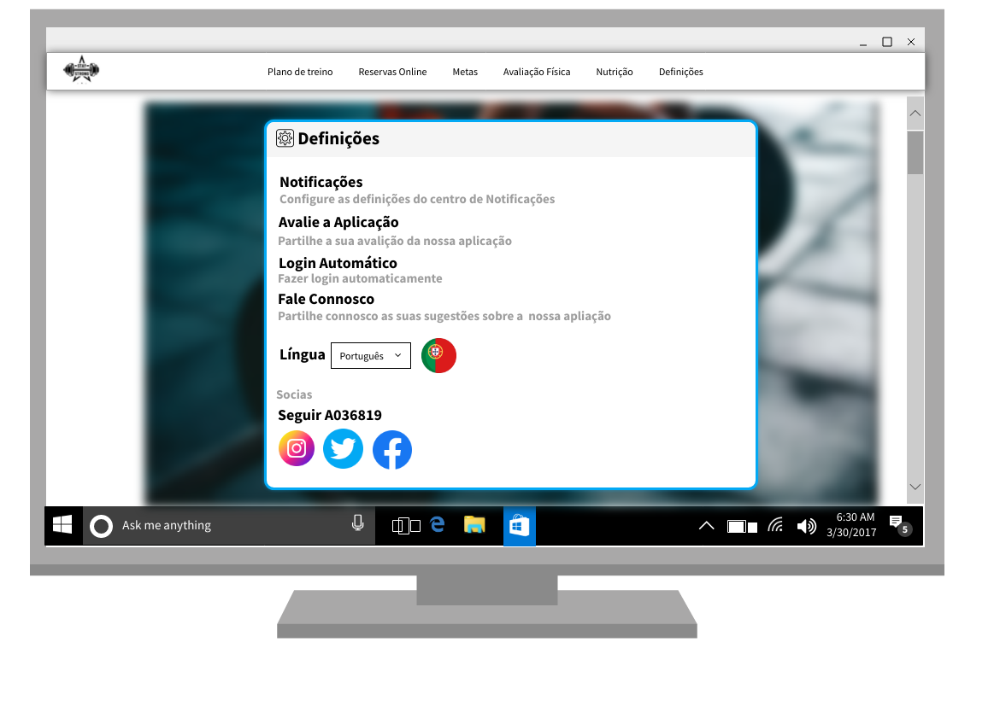 STAY
STRONG
Plano de treino Reservas Online Metas Avaliação Física Nutrição Definições
Definições
Notificações
Configure as definições do centro de Notificações
Avalie a Aplicação
Partilhe a sua avalição da nossa aplicação
Login Automático
Fazer login automaticamente
Fale Connosco
Partilhe connosco as suas sugestões sobre a nossa apliação
Língua Português
Socias
Seguir A036819
Ask me anything
6:30 AM
3/30/2017
5